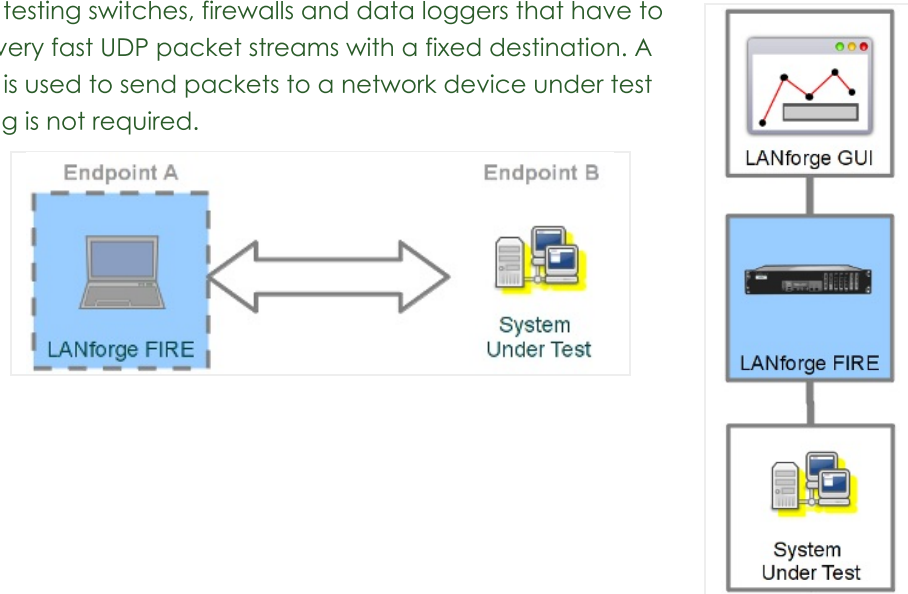 testing switches, firewalls and data loggers that have to
very fast UDP packet streams with a fixed destination. A
is used to send packets to a network device under test
g is not required.
Endpoint A
Endpoint B
LANforge FIRE
System
Under Test
LANforge GUI
LANforge FIRE
System
Under Test